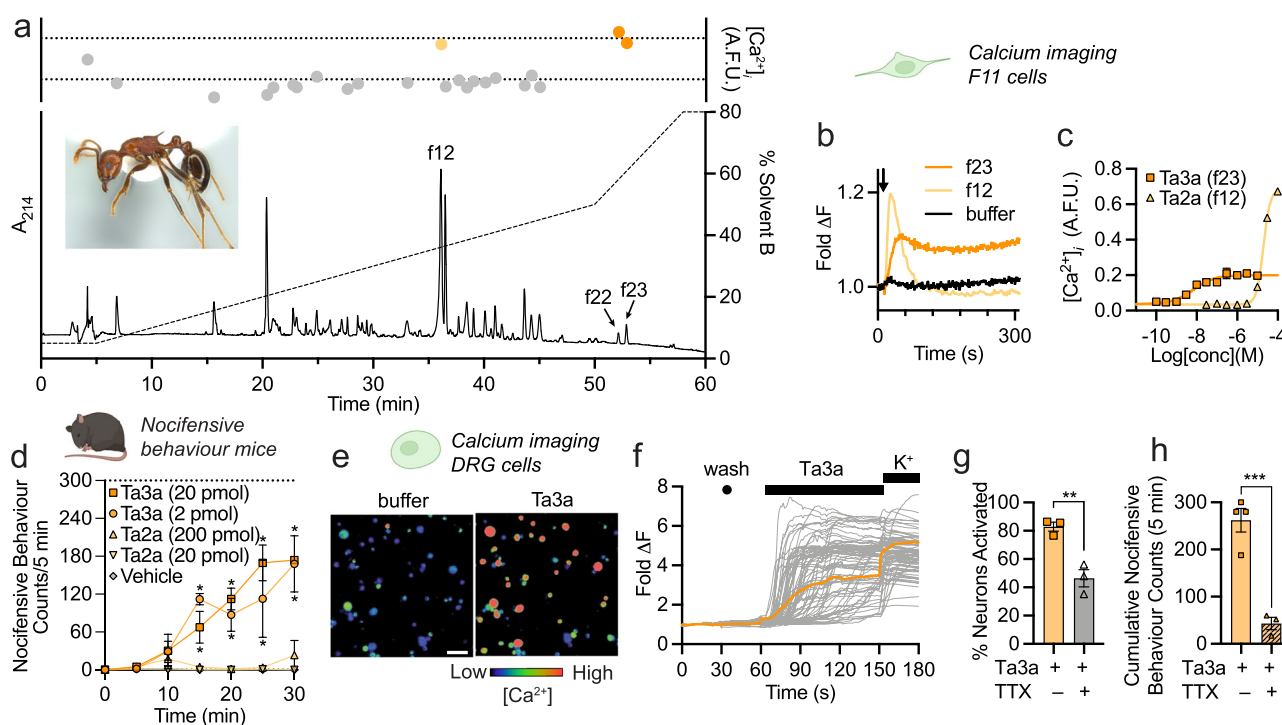 a
[Ca²⁺]ᵢ
(A.F.U.)
A₂₁₄
f12
f22
f23
80
60
40
20
0
% Solvent B
0
10
20
30
40
50
60
Time (min)
Calcium imaging
F11 cells
b
f23
f12
buffer
1.2
1.0
Fold ΔF
0
300
Time (s)
c
Ta3a (f23)
Ta2a (f12)
0.8
0.6
0.4
0.2
0.0
[Ca²⁺]ᵢ (A.F.U.)
-10
-8
-6
-4
Log[conc](M)
Nocifensive
behaviour mice
d
Nocifensive Behaviour
Counts/5 min
300
240
180
120
60
0
Ta3a (20 pmol)
Ta3a (2 pmol)
Ta2a (200 pmol)
Ta2a (20 pmol)
Vehicle
*
*
*
*
*
*
*
*
0
10
20
30
Time (min)
Calcium imaging
DRG cells
e
buffer
Ta3a
Low
High
[Ca²⁺]
f
wash
Ta3a
K⁺
8
6
4
2
0
Fold ΔF
0
30
60
90
120
150
180
Time (s)
g
% Neurons Activated
100
80
60
40
20
0
**
Ta3a + +
TTX – +
h
Cumulative Nocifensive
Behaviour Counts (5 min)
300
200
100
0
***
Ta3a + +
TTX – +